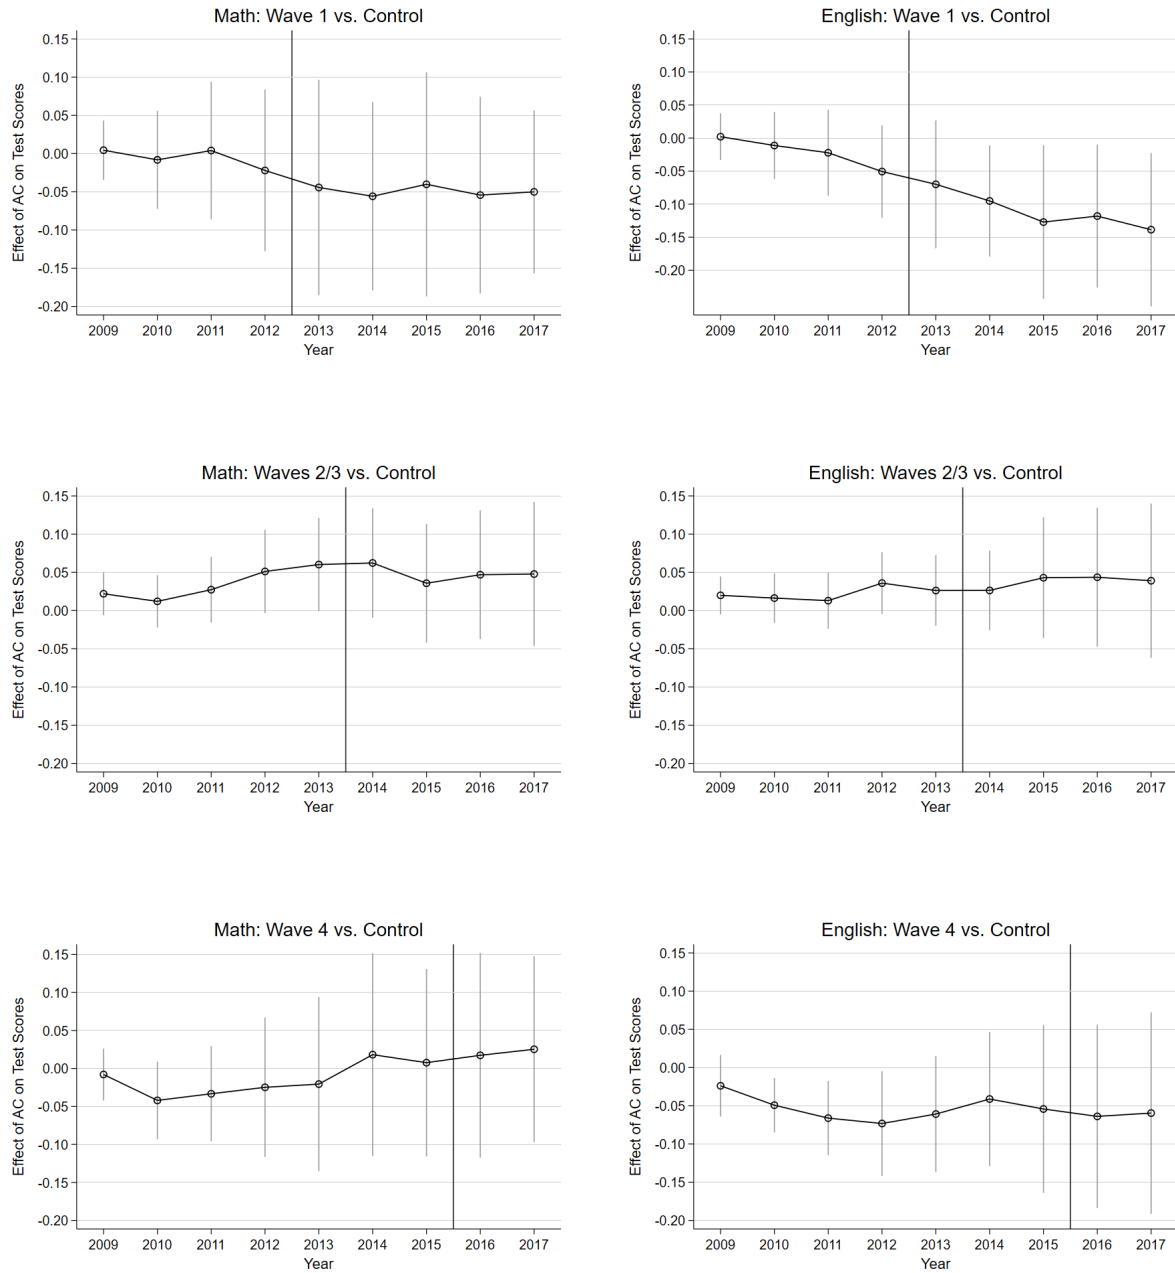 Math: Wave 1 vs. Control
Effect of AC on Test Scores
0.15
0.10
0.05
0.00
-0.05
-0.10
-0.15
-0.20
2009 2010 2011 2012 2013 2014 2015 2016 2017
Year
English: Wave 1 vs. Control
Effect of AC on Test Scores
0.15
0.10
0.05
0.00
-0.05
-0.10
-0.15
-0.20
2009 2010 2011 2012 2013 2014 2015 2016 2017
Year
Math: Waves 2/3 vs. Control
Effect of AC on Test Scores
0.15
0.10
0.05
0.00
-0.05
-0.10
-0.15
-0.20
2009 2010 2011 2012 2013 2014 2015 2016 2017
Year
English: Waves 2/3 vs. Control
Effect of AC on Test Scores
0.15
0.10
0.05
0.00
-0.05
-0.10
-0.15
-0.20
2009 2010 2011 2012 2013 2014 2015 2016 2017
Year
Math: Wave 4 vs. Control
Effect of AC on Test Scores
0.15
0.10
0.05
0.00
-0.05
-0.10
-0.15
-0.20
2009 2010 2011 2012 2013 2014 2015 2016 2017
Year
English: Wave 4 vs. Control
Effect of AC on Test Scores
0.15
0.10
0.05
0.00
-0.05
-0.10
-0.15
-0.20
2009 2010 2011 2012 2013 2014 2015 2016 2017
Year